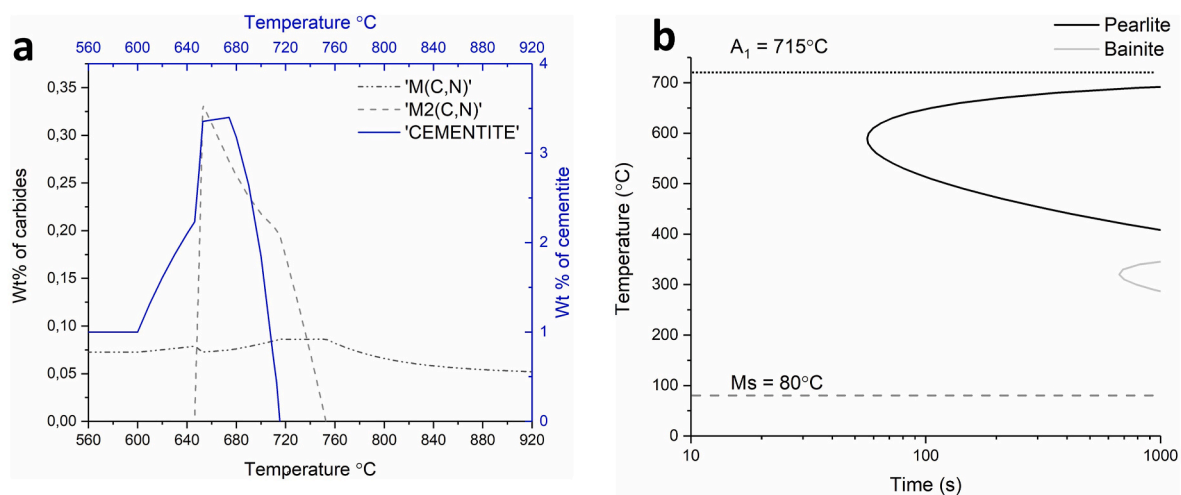 a
Temperature °C
560 600 640 680 720 760 800 840 880 920
'M(C,N)'
'M2(C,N)'
'CEMENTITE'
Wt% of carbides
0,35
0,30
0,25
0,20
0,15
0,10
0,05
0,00
4
3
2
1
0
Wt % of cementite
560 600 640 680 720 760 800 840 880 920
Temperature °C
b
Pearlite
Bainite
A1 = 715°C
Temperature (°C)
700
600
500
400
300
200
100
0
Ms = 80°C
10 100 1000
Time (s)